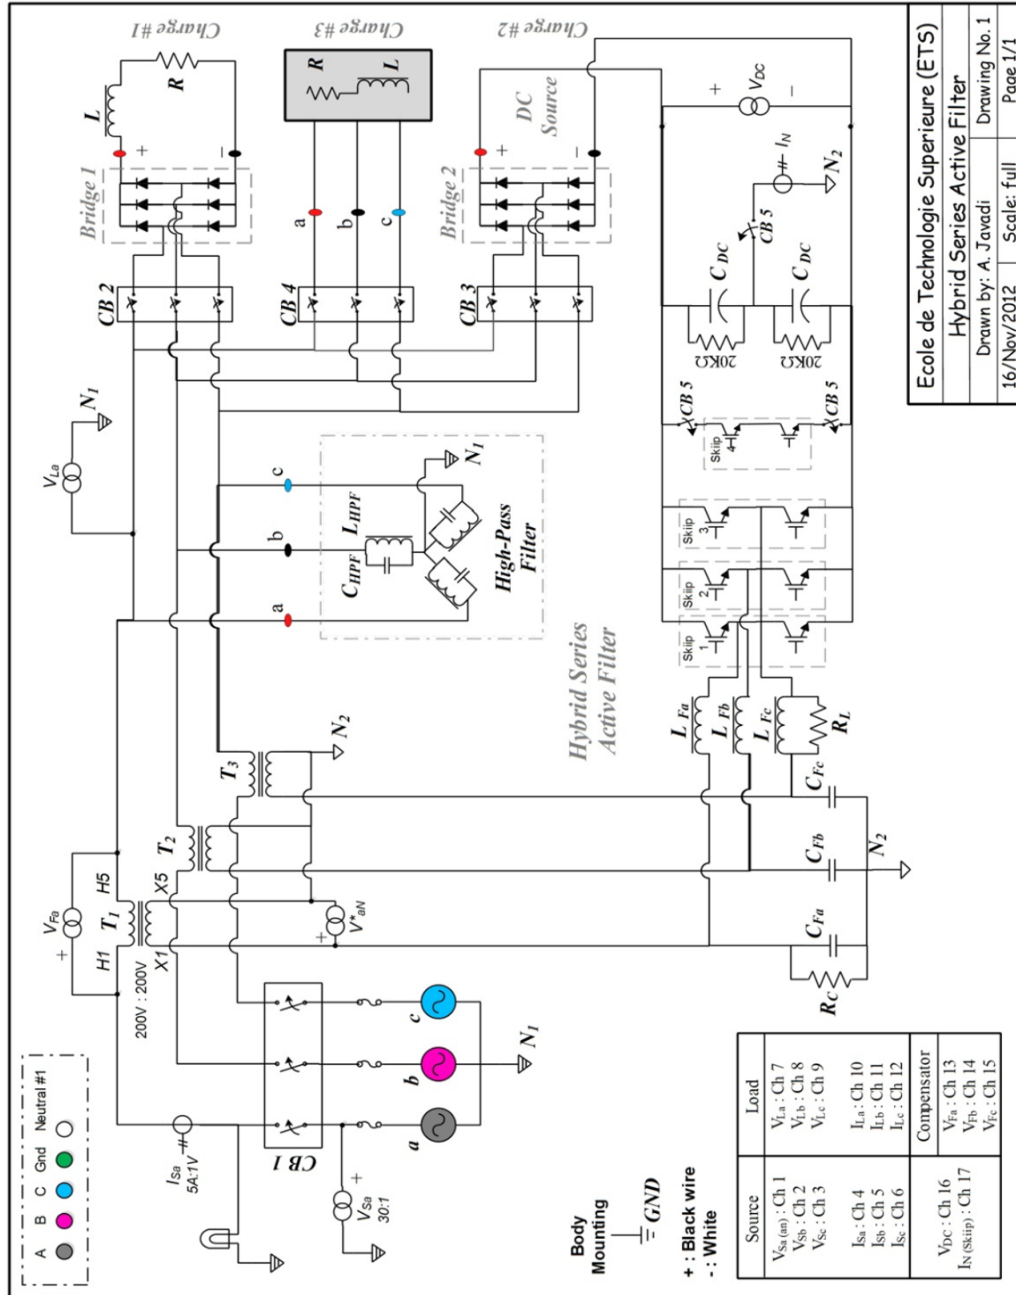 A B C Gnd Neutral #1
V_Fa
+
H1
H5
T_1
200V : 200V
X1
X5
T_2
T_3
N_2
V*_aN
+
I_Sa
5A:1V
CB 1
V_Sa
30:1
+
a
b
c
N_1
V_La
N_1
CB 2
CB 4
CB 3
Bridge 1
Bridge 2
+
−
L
R
Charge #1
a
b
c
R
L
Charge #3
+
−
DC
Source
Charge #2
a
b
c
C_HPF
L_HPF
N_1
High-Pass
Filter
Hybrid Series
Active Filter
L_Fa
L_Fb
L_Fc
R_L
C_Fa
C_Fb
C_Fc
R_C
N_2
Skiip
1
Skiip
2
Skiip
3
Skiip
4
CB 5
CB 5
20KΩ
20KΩ
C_DC
C_DC
CB 5
I_N
N_2
+
V_DC
−
Body
Mounting
GND
+ : Black wire
- : White
Source
V_Sa (an) : Ch 1
V_Sb : Ch 2
V_Sc : Ch 3
I_Sa : Ch 4
I_Sb : Ch 5
I_Sc : Ch 6
Load
V_La : Ch 7
V_Lb : Ch 8
V_Lc : Ch 9
I_La : Ch 10
I_Lb : Ch 11
I_Lc : Ch 12
V_DC : Ch 16
I_N (Skiip) : Ch 17
Compensator
V_Fa : Ch 13
V_Fb : Ch 14
V_Fc : Ch 15
Ecole de Technologie Superieure (ETS)
Hybrid Series Active Filter
Drawn by: A. Javadi Drawing No. 1
16/Nov/2012 Scale: full Page 1/1